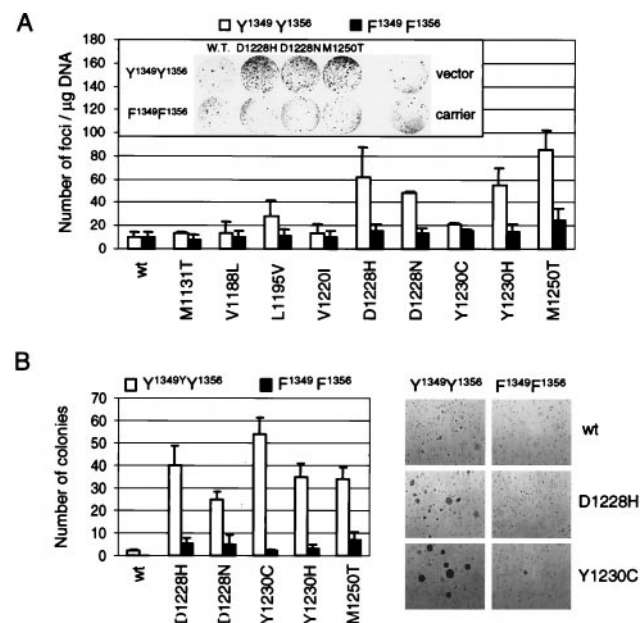 A
Y1349 Y1356 F1349 F1356
Number of foci / μg DNA
180
160
140
120
100
80
60
40
20
0
W.T. D1228H D1228N M1250T
Y1349Y1356 vector
F1349F1356 carrier
wt M1131T V1188L L1195V V1220I D1228H D1228N Y1230C Y1230H M1250T
B
Y1349YY1356 F1349 F1356
Number of colonies
70
60
50
40
30
20
10
0
wt D1228H D1228N Y1230C Y1230H M1250T
Y1349Y1356 F1349F1356
wt
D1228H
Y1230C